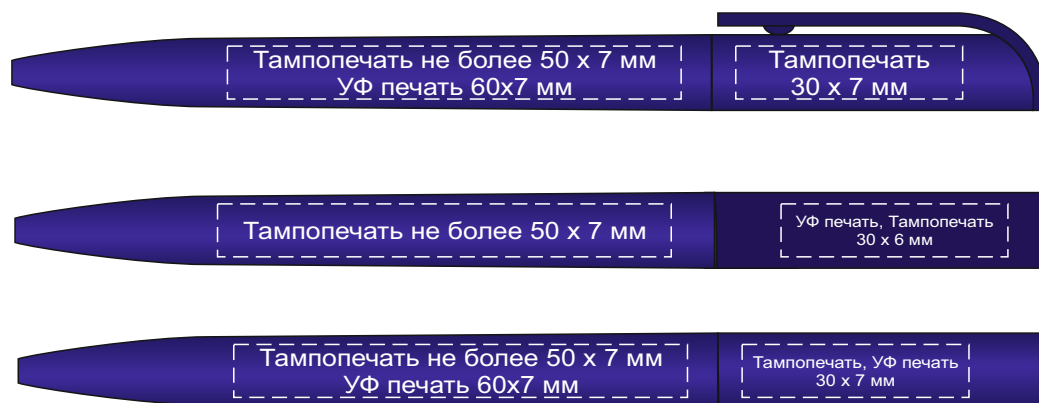 Тампопечать не более 50 x 7 мм
УФ печать 60x7 мм
Тампопечать
30 x 7 мм
Тампопечать не более 50 x 7 мм
УФ печать, Тампопечать
30 x 6 мм
Тампопечать не более 50 x 7 мм
УФ печать 60x7 мм
Тампопечать, УФ печать
30 x 7 мм